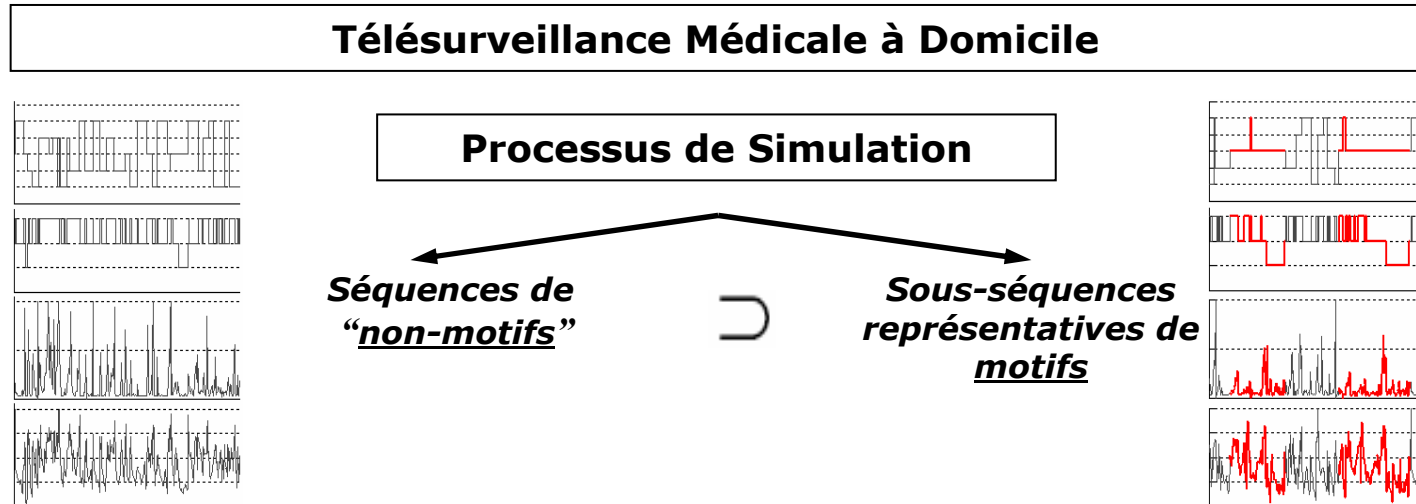 Télésurveillance Médicale à Domicile
Processus de Simulation
Séquences de
“non-motifs”
⊃
Sous-séquences
représentatives de
motifs